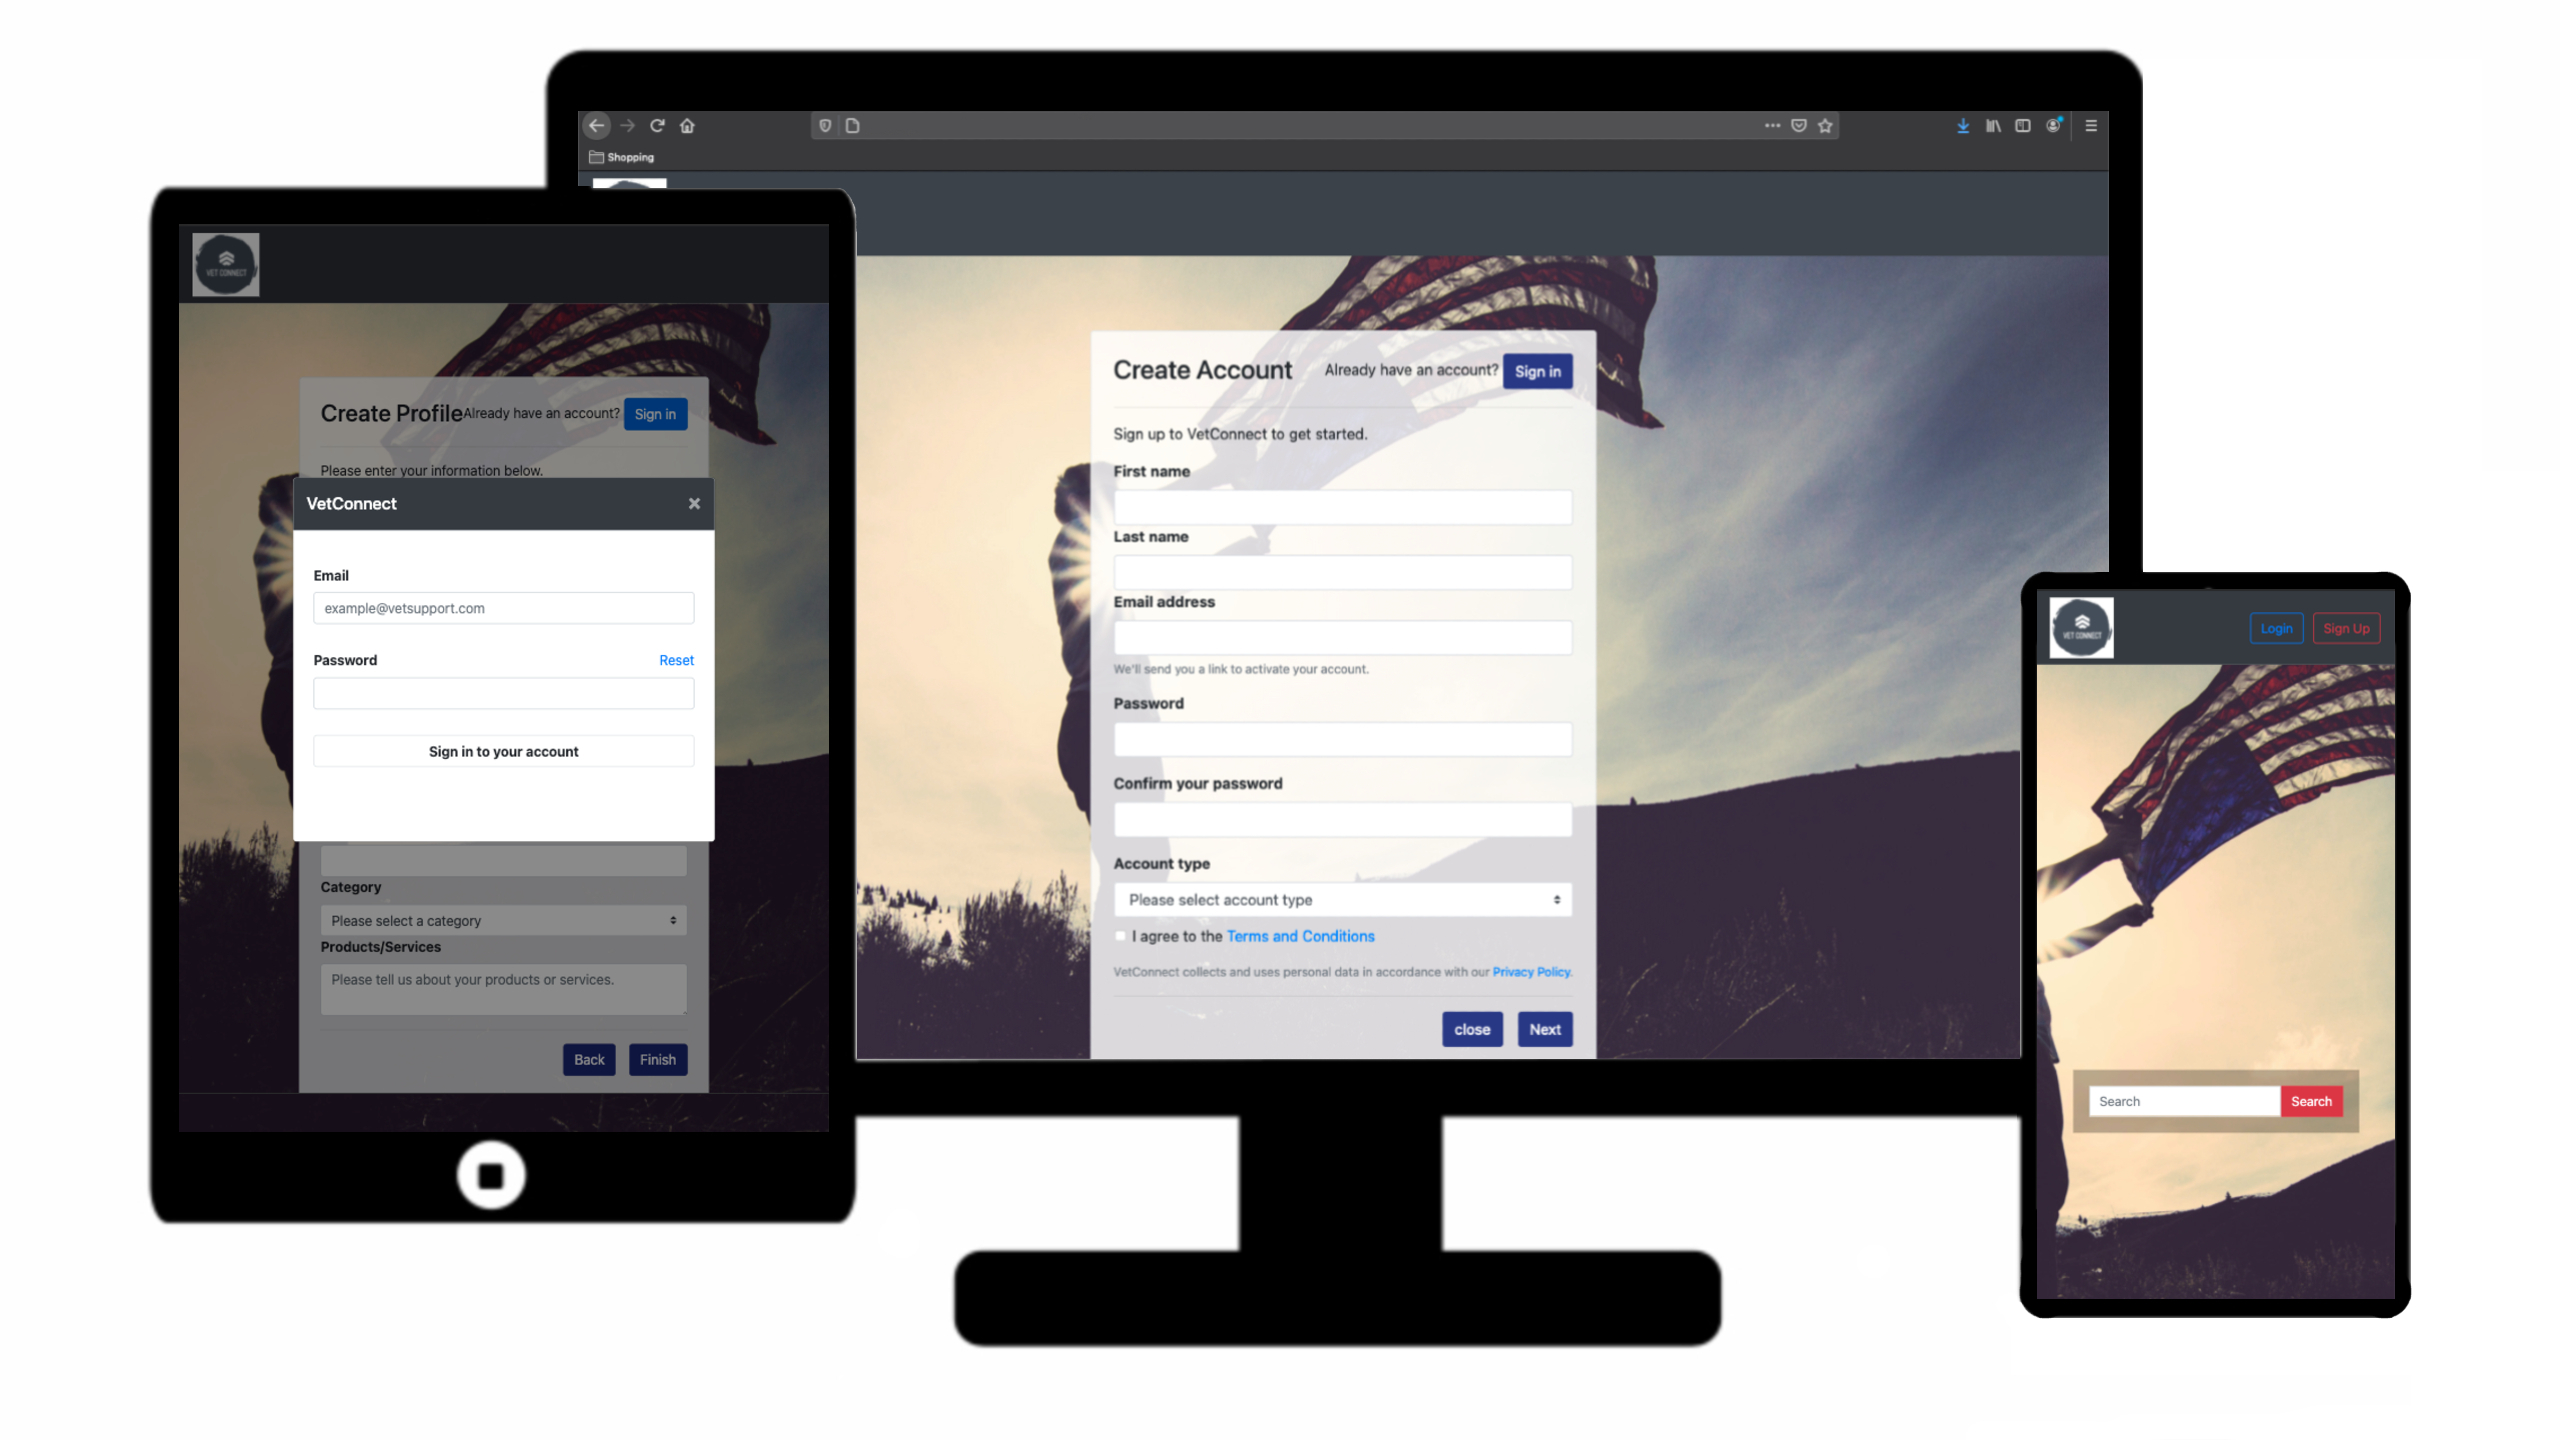 Shopping
VET CONNECT
Create Profile Already have an account? Sign in
Please enter your information below.
VetConnect ×
Email
example@vetsupport.com
Password Reset
Sign in to your account
Category
Please select a category
Products/Services
Please tell us about your products or services.
Back Finish
Create Account Already have an account? Sign in
Sign up to VetConnect to get started.
First name
Last name
Email address
We'll send you a link to activate your account.
Password
Confirm your password
Account type
Please select account type
I agree to the Terms and Conditions
VetConnect collects and uses personal data in accordance with our Privacy Policy.
close Next
VET CONNECT
Login Sign Up
Search Search